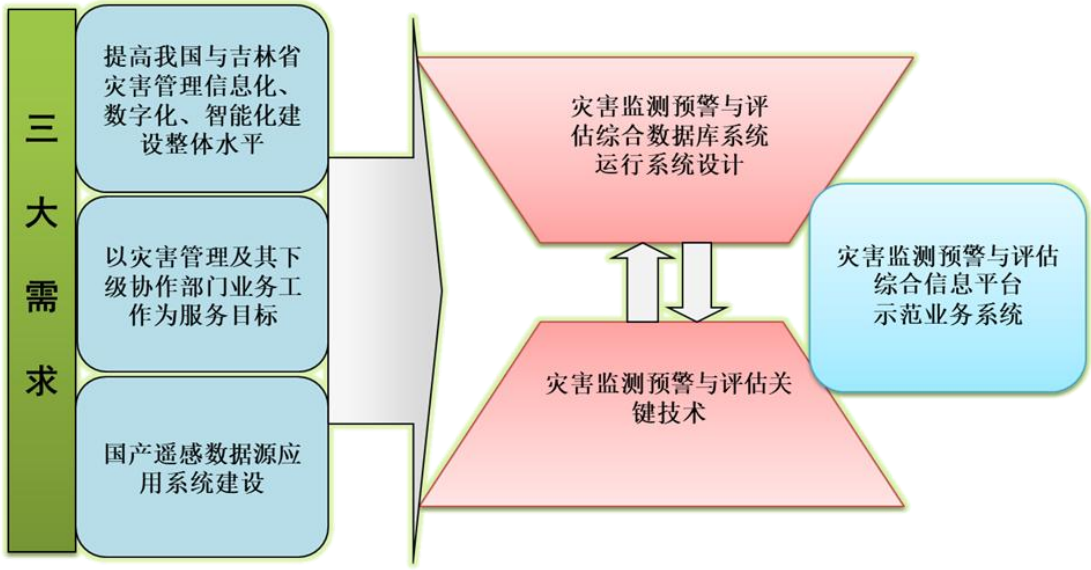 三
大
需
求
提高我国与吉林省
灾害管理信息化、
数字化、智能化建
设整体水平
以灾害管理及其下
级协作部门业务工
作为服务目标
国产遥感数据源应
用系统建设
灾害监测预警与评
估综合数据库系统
运行系统设计
灾害监测预警与评估关
键技术
灾害监测预警与评估
综合信息平台
示范业务系统